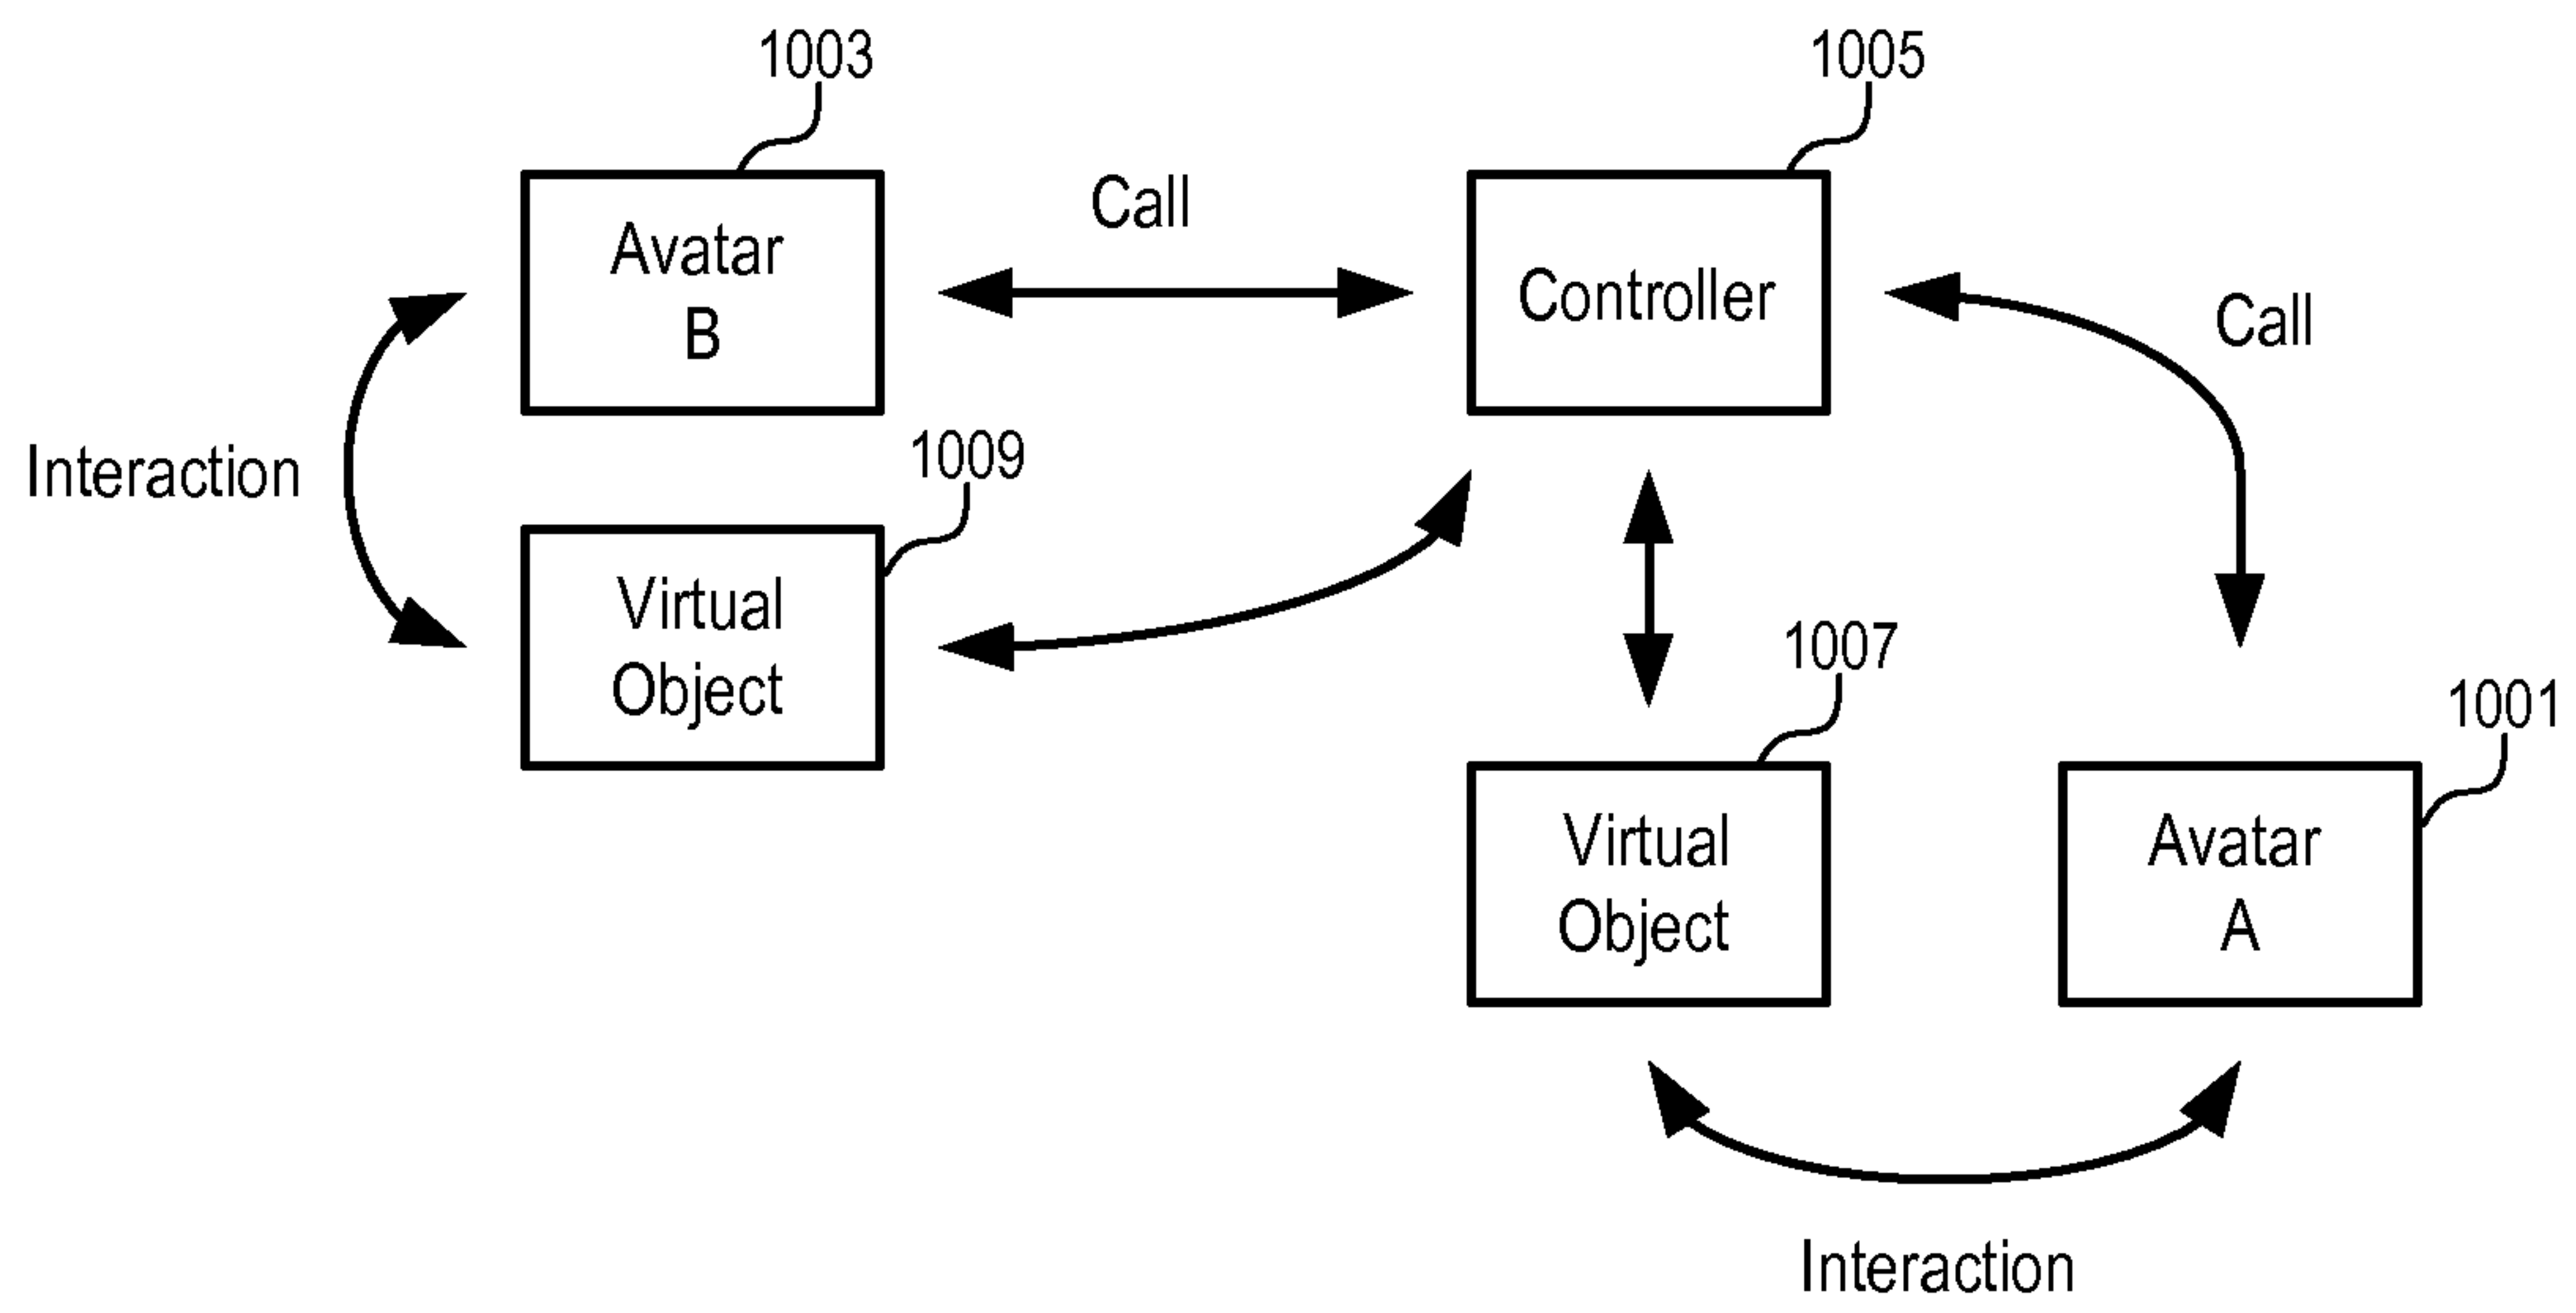 1003
1005
Avatar
B
Call
Controller
Call
Interaction
1009
Virtual
Object
1007
1001
Virtual
Object
Avatar
A
Interaction